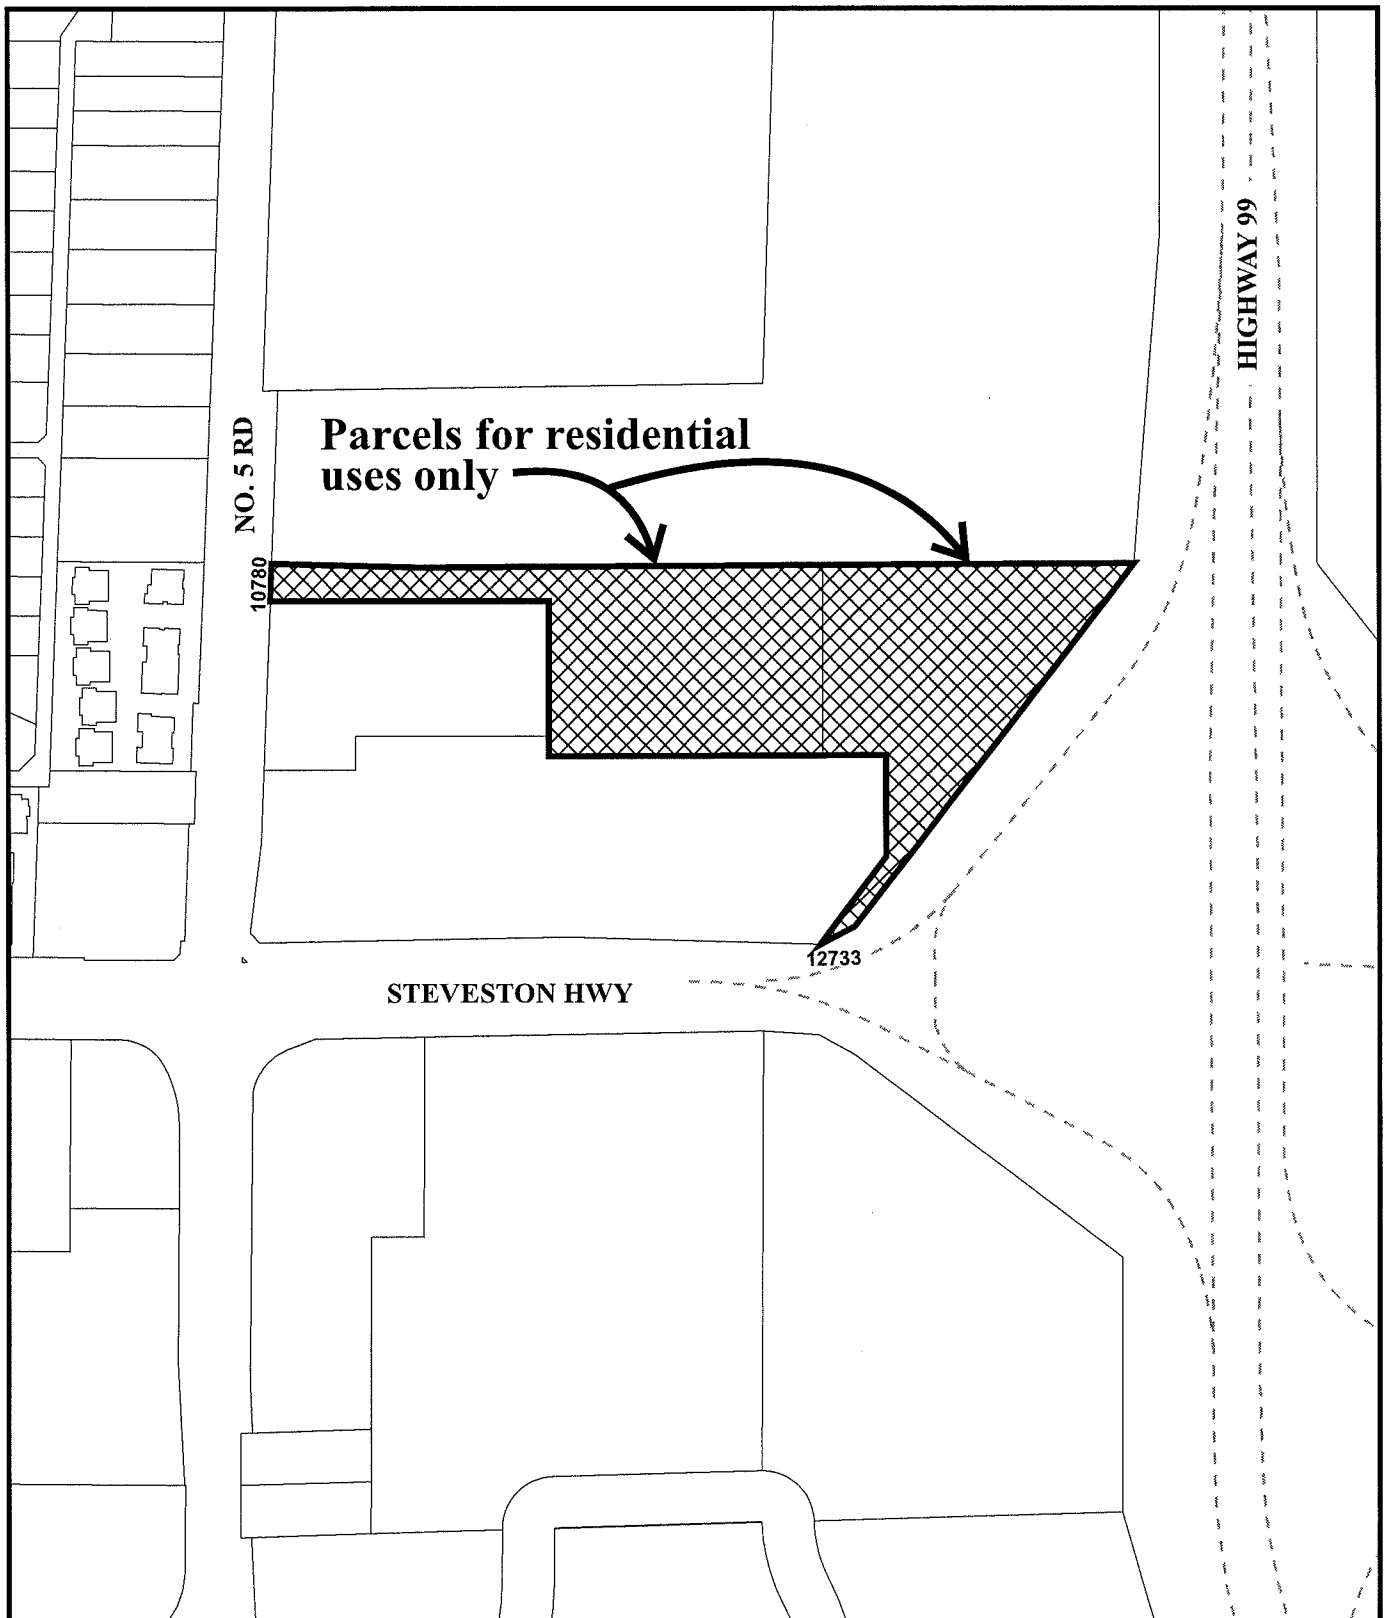 HIGHWAY 99
NO. 5 RD
Parcels for residential
uses only
10780
12733
STEVESTON HWY